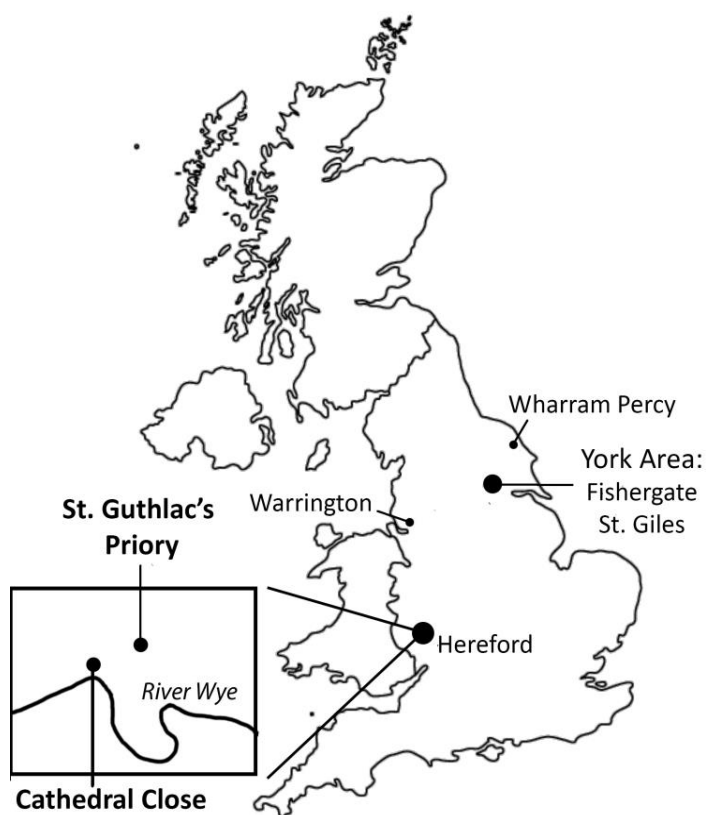 Wharram Percy
York Area:
Fishergate
St. Giles
Warrington
St. Guthlac's
Priory
Hereford
River Wye
Cathedral Close